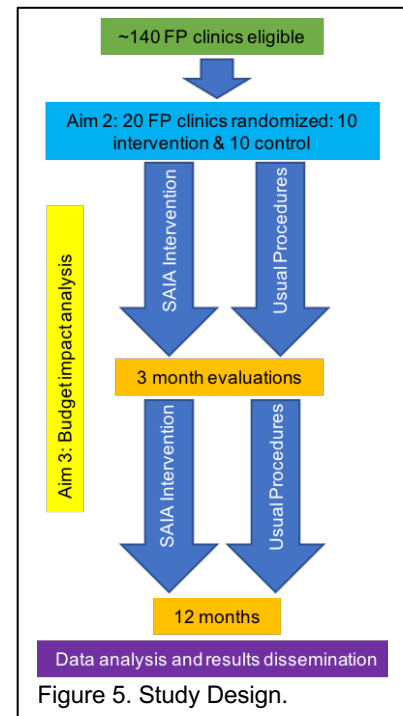 ~140 FP clinics eligible
Aim 2: 20 FP clinics randomized: 10
intervention & 10 control
SAIA Intervention
Usual Procedures
Aim 3: Budget impact analysis
3 month evaluations
SAIA Intervention
Usual Procedures
12 months
Data analysis and results dissemination
Figure 5. Study Design.